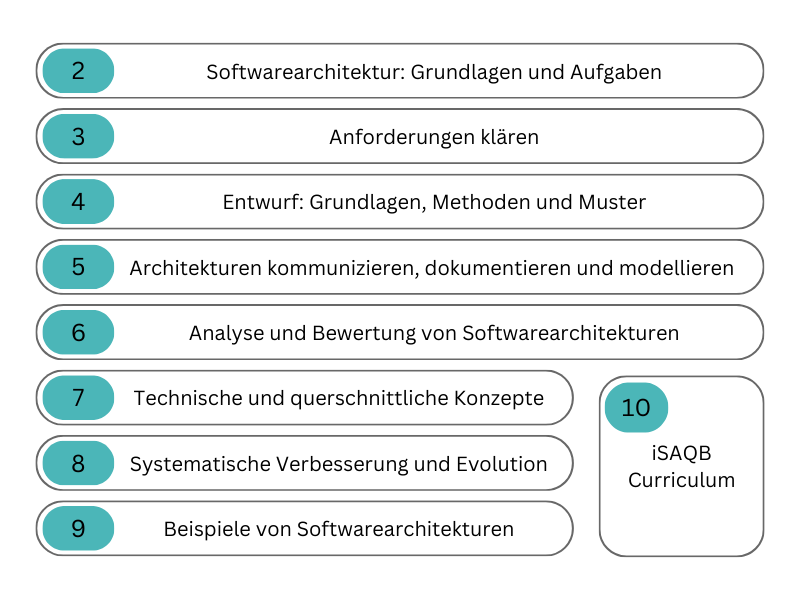 2 Softwarearchitektur: Grundlagen und Aufgaben
3 Anforderungen klären
4 Entwurf: Grundlagen, Methoden und Muster
5 Architekturen kommunizieren, dokumentieren und modellieren
6 Analyse und Bewertung von Softwarearchitekturen
7 Technische und querschnittliche Konzepte
8 Systematische Verbesserung und Evolution
9 Beispiele von Softwarearchitekturen
10
iSAQB
Curriculum